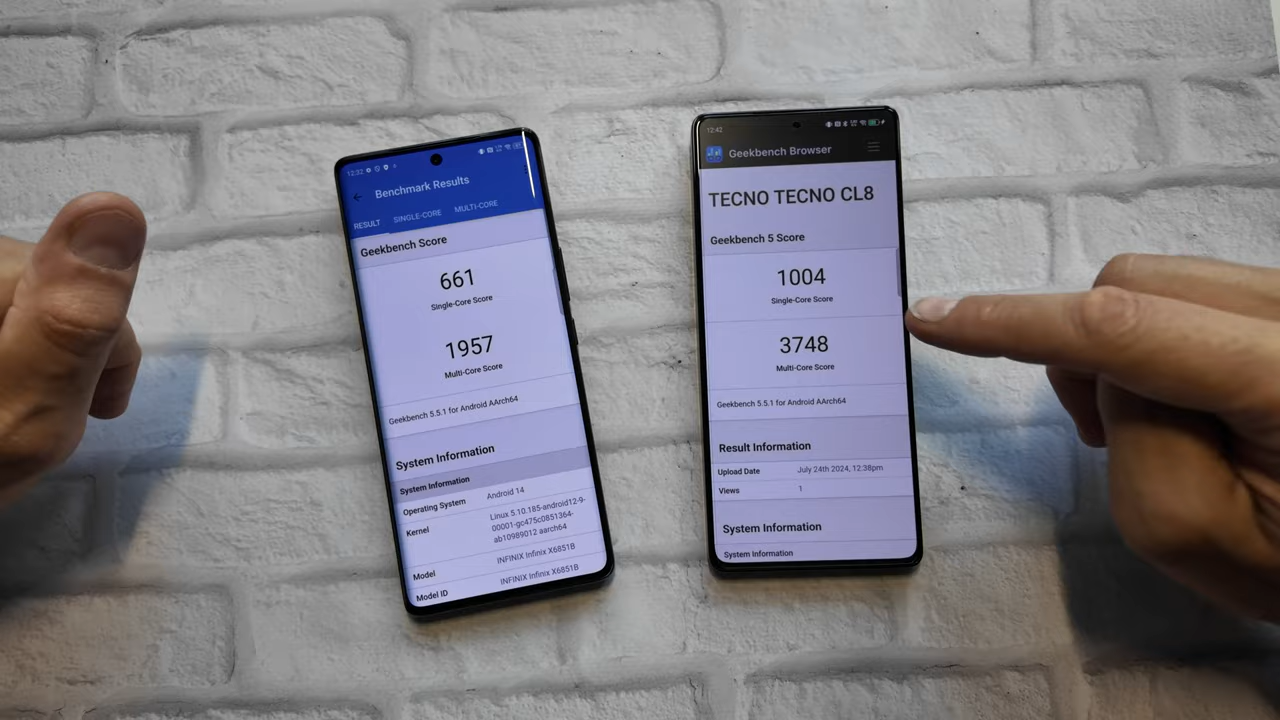 12:32
Benchmark Results
RESULT SINGLE-CORE MULTI-CORE
Geekbench Score
661
Single-Core Score
1957
Multi-Core Score
Geekbench 5.5.1 for Android AArch64
System Information
System Information
Operating System Android 14
Kernel Linux 5.10.185-android12-9-
00001-gc475c0851364-
ab10989012 aarch64
Model INFINIX Infinix X6851B
Model ID INFINIX Infinix X6851B
12:42
Geekbench Browser
TECNO TECNO CL8
Geekbench 5 Score
1004
Single-Core Score
3748
Multi-Core Score
Geekbench 5.5.1 for Android AArch64
Result Information
Upload Date July 24th 2024, 12:38pm
Views 1
System Information
System Information